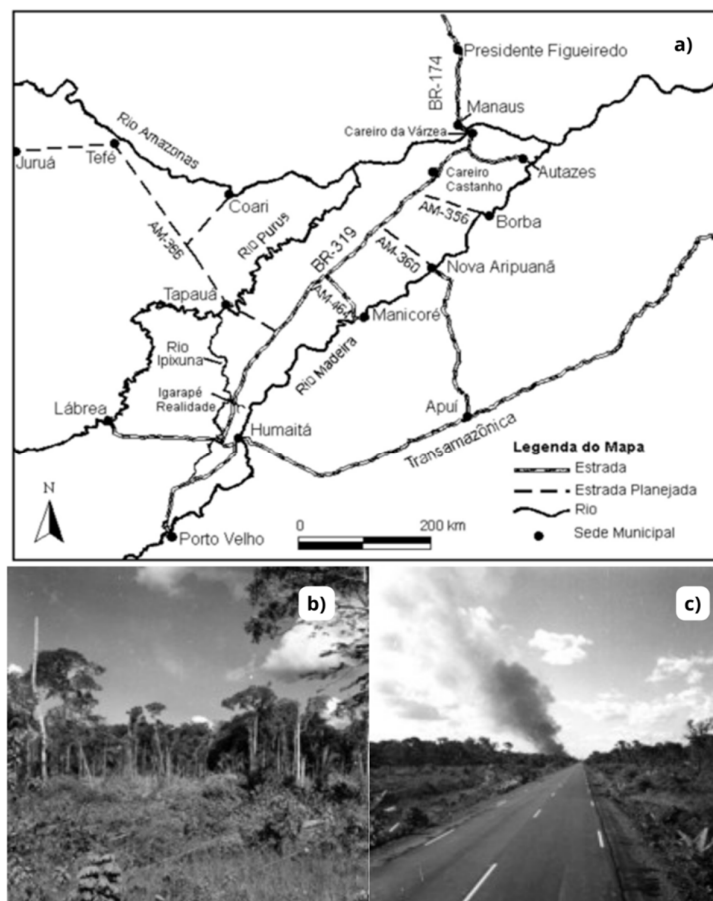 a)
Presidente Figueiredo
BR-174
Manaus
Careiro da Várzea
Rio Amazonas
Juruá
Tefé
Careiro
Castanho
Autazes
Coari
AM-356
Borba
Rio Purus
AM-366
BR-319
AM-360
Nova Aripuanã
Tapauá
AM-464
Manicoré
Rio
Ipixuna
Rio Madeira
Igarapé
Realidade
Lábrea
Humaitá
Apuí
Transamazônica
Legenda do Mapa
Estrada
Estrada Planejada
Rio
Sede Municipal
N
0 200 km
Porto Velho
b)
c)